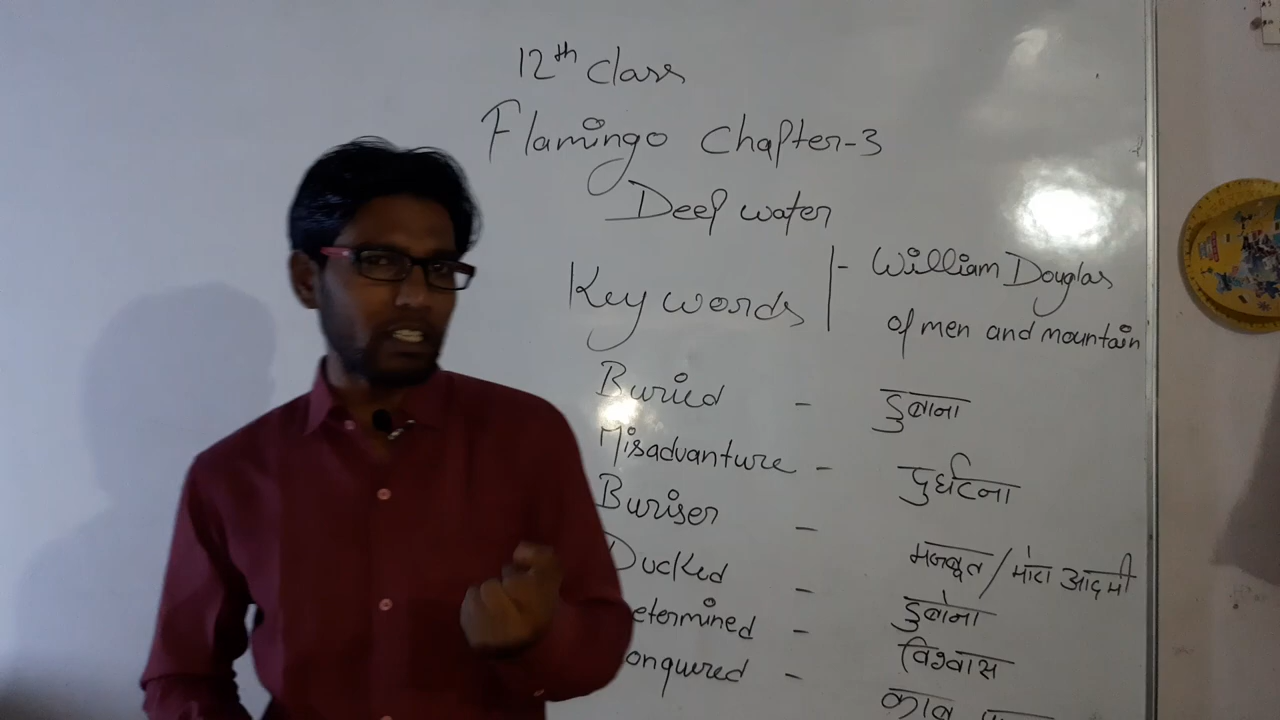 12th class
Flamingo Chapter-3
Deep water
Key words - William Douglas
of men and mountain
Buried - डुबाना
Misadvanture - दुर्घटना
Buriser - मजबूत/मोटा आदमी
Ducked - डुबोना
etermined - विश्वास
onquered - काबू